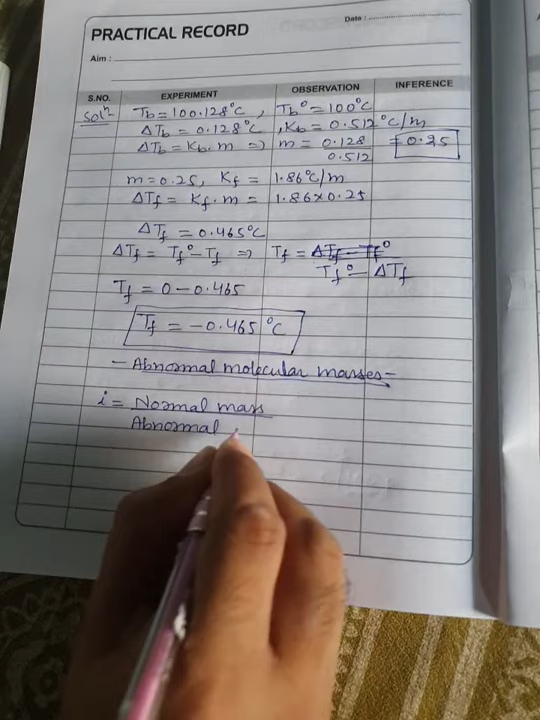 Date :
PRACTICAL RECORD
Aim :
S.NO. EXPERIMENT OBSERVATION INFERENCE
Solⁿ Tb = 100.128°C , Tb° = 100°C
ΔTb = 0.128°C , Kb = 0.512 °C/m
ΔTb = Kb.m ⇒ m = 0.128 = 0.25
0.512
m = 0.25, Kf = 1.86°C/m
ΔTf = Kf.m = 1.86×0.25
ΔTf = 0.465°C
ΔTf = Tf° - Tf ⇒ Tf = ΔTf - Tf°
Tf° - ΔTf
Tf = 0 - 0.465
Tf = -0.465 °C
- Abnormal molecular masses -
i = Normal mass
Abnormal